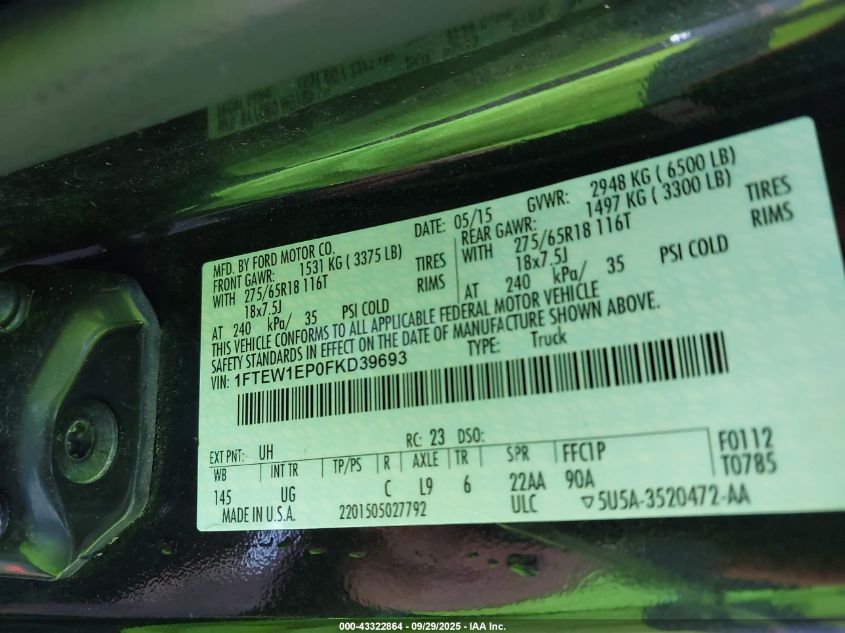 MFD. BY FORD MOTOR CO.
DATE: 05/15 GVWR: 2948 KG ( 6500 LB)
FRONT GAWR: 1531 KG ( 3375 LB) REAR GAWR: 1497 KG ( 3300 LB)
WITH 275/65R18 116T TIRES WITH 275/65R18 116T TIRES
18x7.5J RIMS 18x7.5J RIMS
AT 240 kPa/ 35 PSI COLD AT 240 kPa/ 35 PSI COLD
THIS VEHICLE CONFORMS TO ALL APPLICABLE FEDERAL MOTOR VEHICLE
SAFETY STANDARDS IN EFFECT ON THE DATE OF MANUFACTURE SHOWN ABOVE.
VIN: 1FTEW1EP0FKD39693 TYPE: Truck
EXT PNT: UH RC: 23 DSO: F0112
WB INT TR TP/PS R AXLE TR SPR FFC1P T0785
145 UG C L9 6 22AA 90A
MADE IN U.S.A. 2201505027792 ULC ▽5U5A-3520472-AA
000-43322864 - 09/29/2025 - IAA Inc.